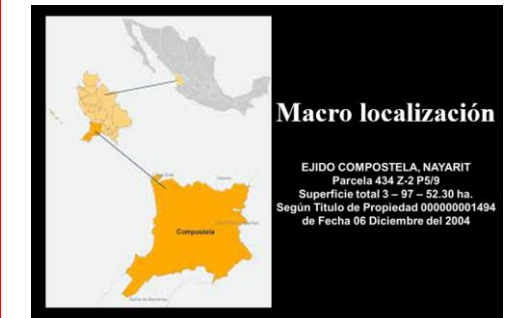 Macro localización
EJIDO COMPOSTELA, NAYARIT
Parcela 434 Z-2 P5/9
Superficie total 3 – 97 – 52.30 ha.
Según Titulo de Propiedad 000000001494
de Fecha 06 Diciembre del 2004
Compostela